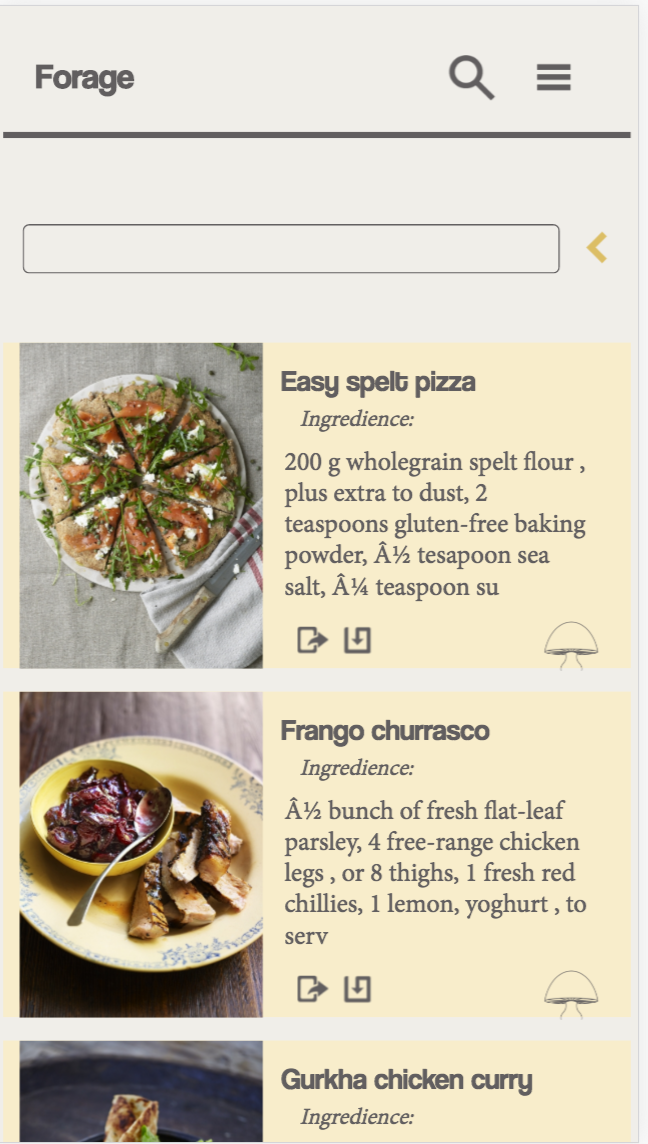 Forage
Easy spelt pizza
Ingredience:
200 g wholegrain spelt flour ,
plus extra to dust, 2
teaspoons gluten-free baking
powder, Â½ tesapoon sea
salt, Â¼ teaspoon su
Frango churrasco
Ingredience:
Â½ bunch of fresh flat-leaf
parsley, 4 free-range chicken
legs , or 8 thighs, 1 fresh red
chillies, 1 lemon, yoghurt , to
serv
Gurkha chicken curry
Ingredience: